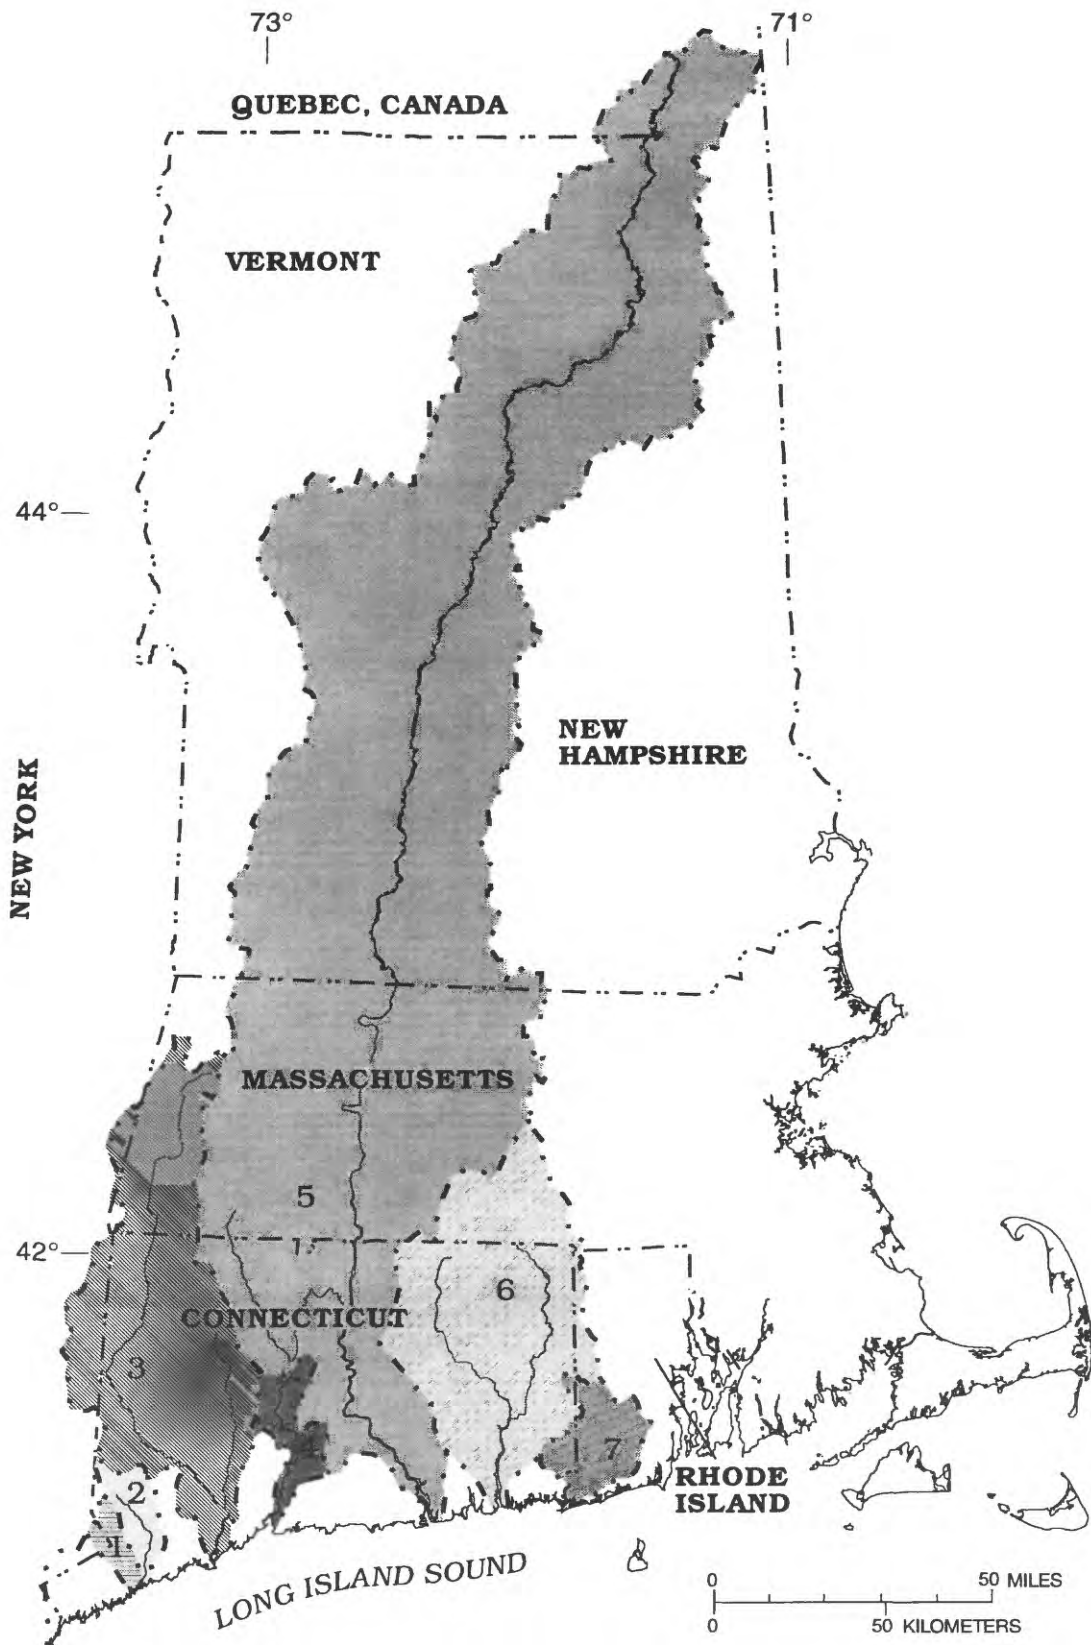 73° 71°
QUEBEC, CANADA
VERMONT
44°
NEW
HAMPSHIRE
NEW YORK
MASSACHUSETTS
5
42°
6
CONNECTICUT
3
7
RHODE
ISLAND
2
1
LONG ISLAND SOUND
0 50 MILES
0 50 KILOMETERS